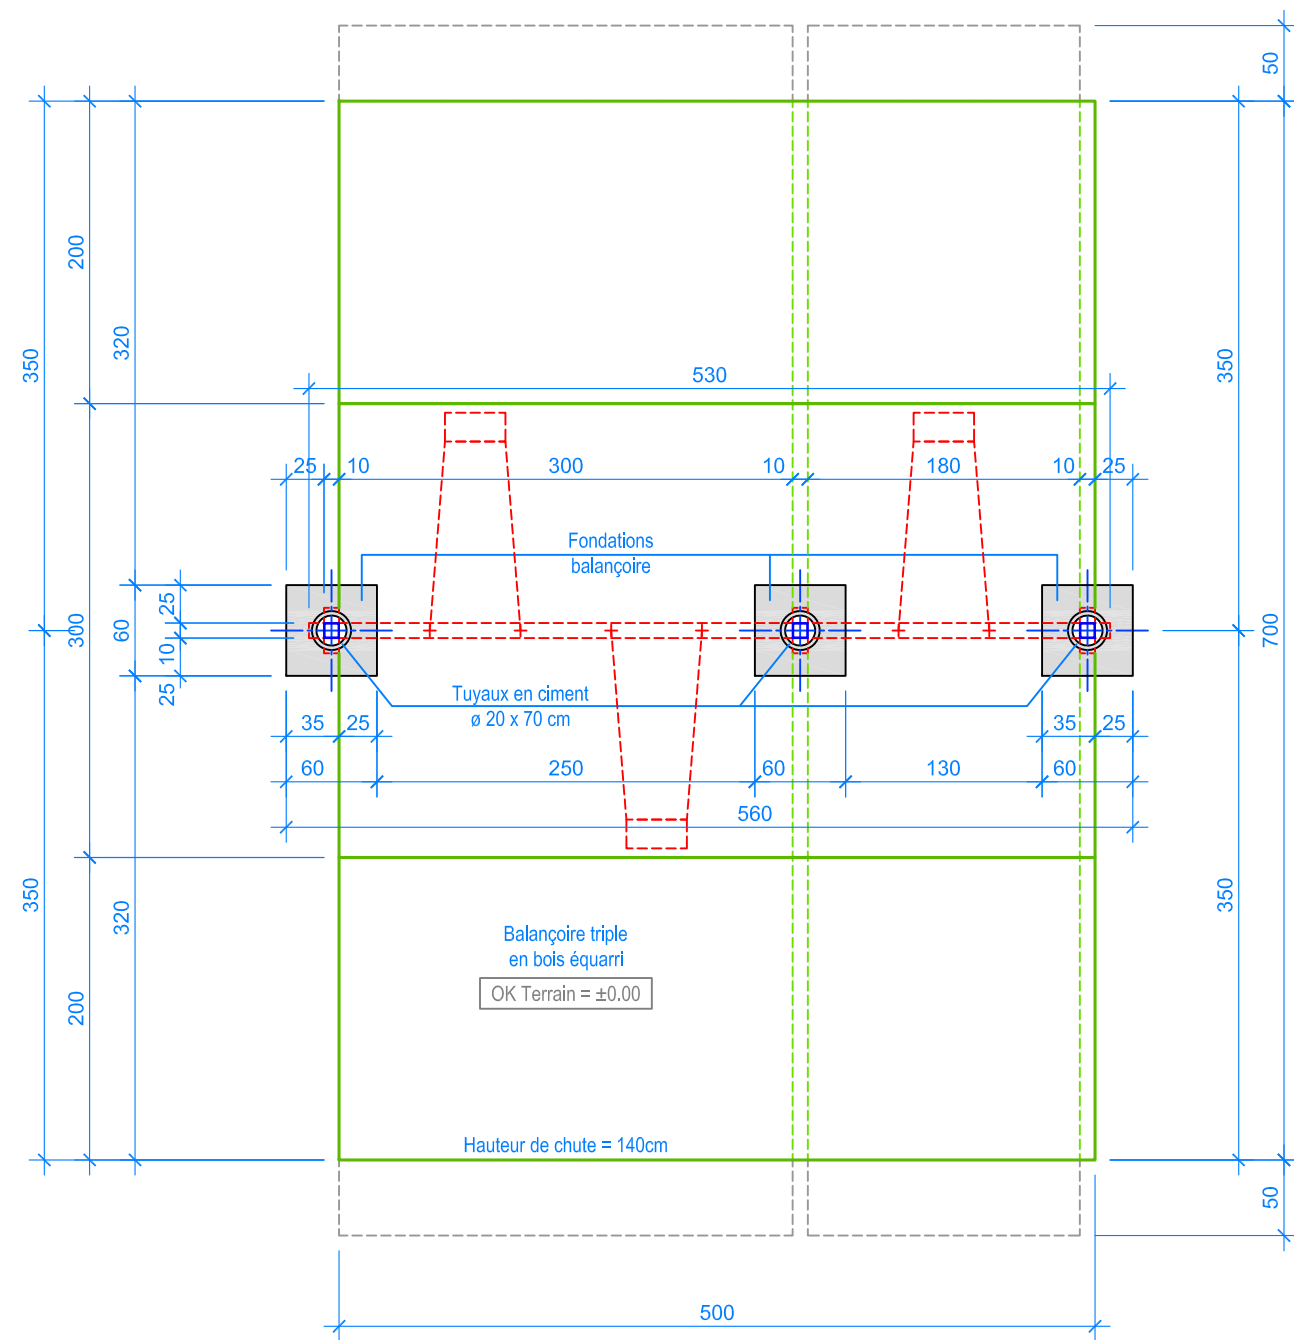 50
200
320
350
350
530
25 10 300 10 180 10 25
Fondations
balançoire
25
300
60
10
25
700
Tuyaux en ciment
ø 20 x 70 cm
35 25
35 25
60 250 60 130 60
560
350
320
200
350
Balançoire triple
en bois équarri
OK Terrain = ±0.00
Hauteur de chute = 140cm
50
500